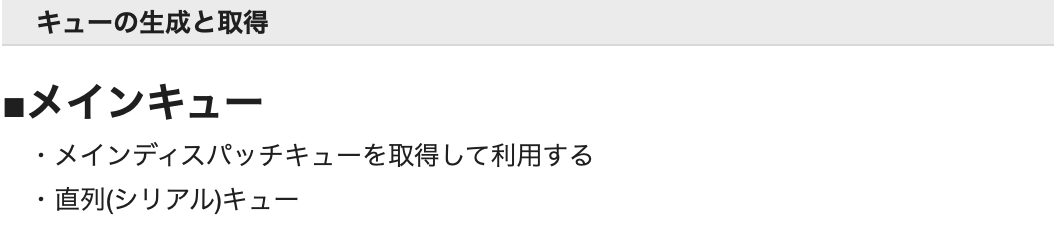 キューの生成と取得
■メインキュー
・メインディスパッチキューを取得して利用する
・直列(シリアル)キュー